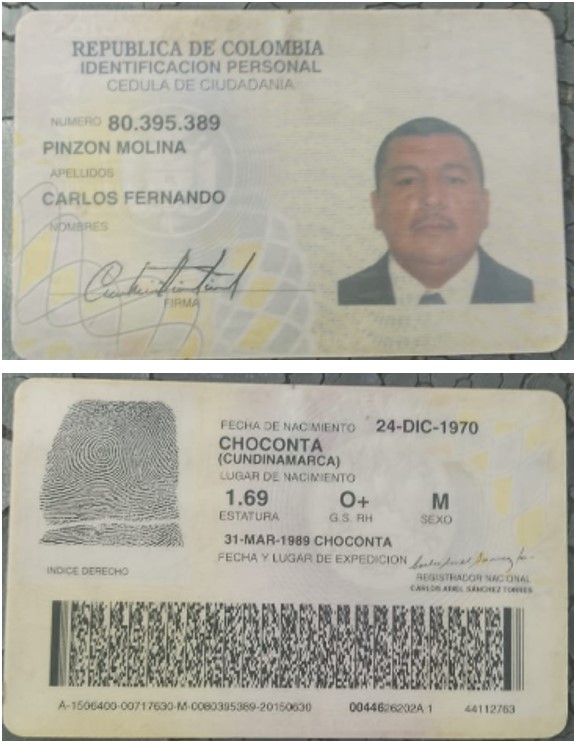 REPUBLICA DE COLOMBIA
IDENTIFICACION PERSONAL
CEDULA DE CIUDADANIA
NUMERO 80.395.389
PINZON MOLINA
APELLIDOS
CARLOS FERNANDO
NOMBRES
FIRMA
FECHA DE NACIMIENTO 24-DIC-1970
CHOCONTA
(CUNDINAMARCA)
LUGAR DE NACIMIENTO
1.69 O+ M
ESTATURA G.S. RH SEXO
31-MAR-1989 CHOCONTA
FECHA Y LUGAR DE EXPEDICION
INDICE DERECHO
REGISTRADOR NACIONAL
CARLOS ARIEL SÁNCHEZ TORRES
A-1506400-00717630-M-0080395389-20150630 0044626202A 1 44112763